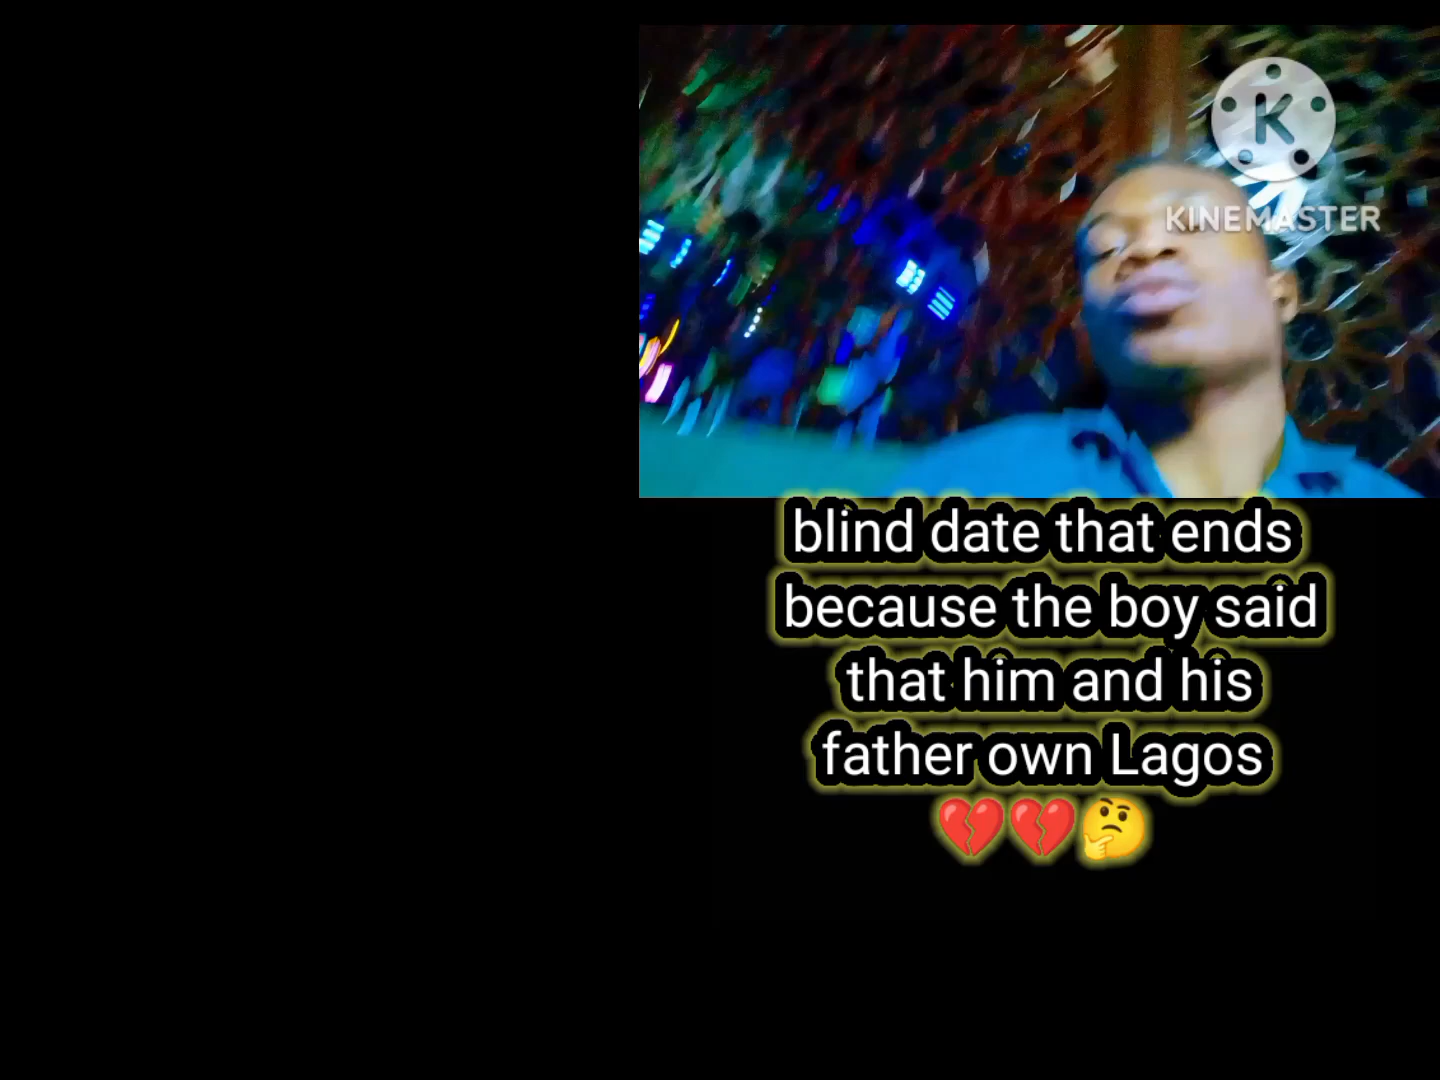 K
KINEMASTER
blind date that ends
because the boy said
that him and his
father own Lagos
💔💔🤔